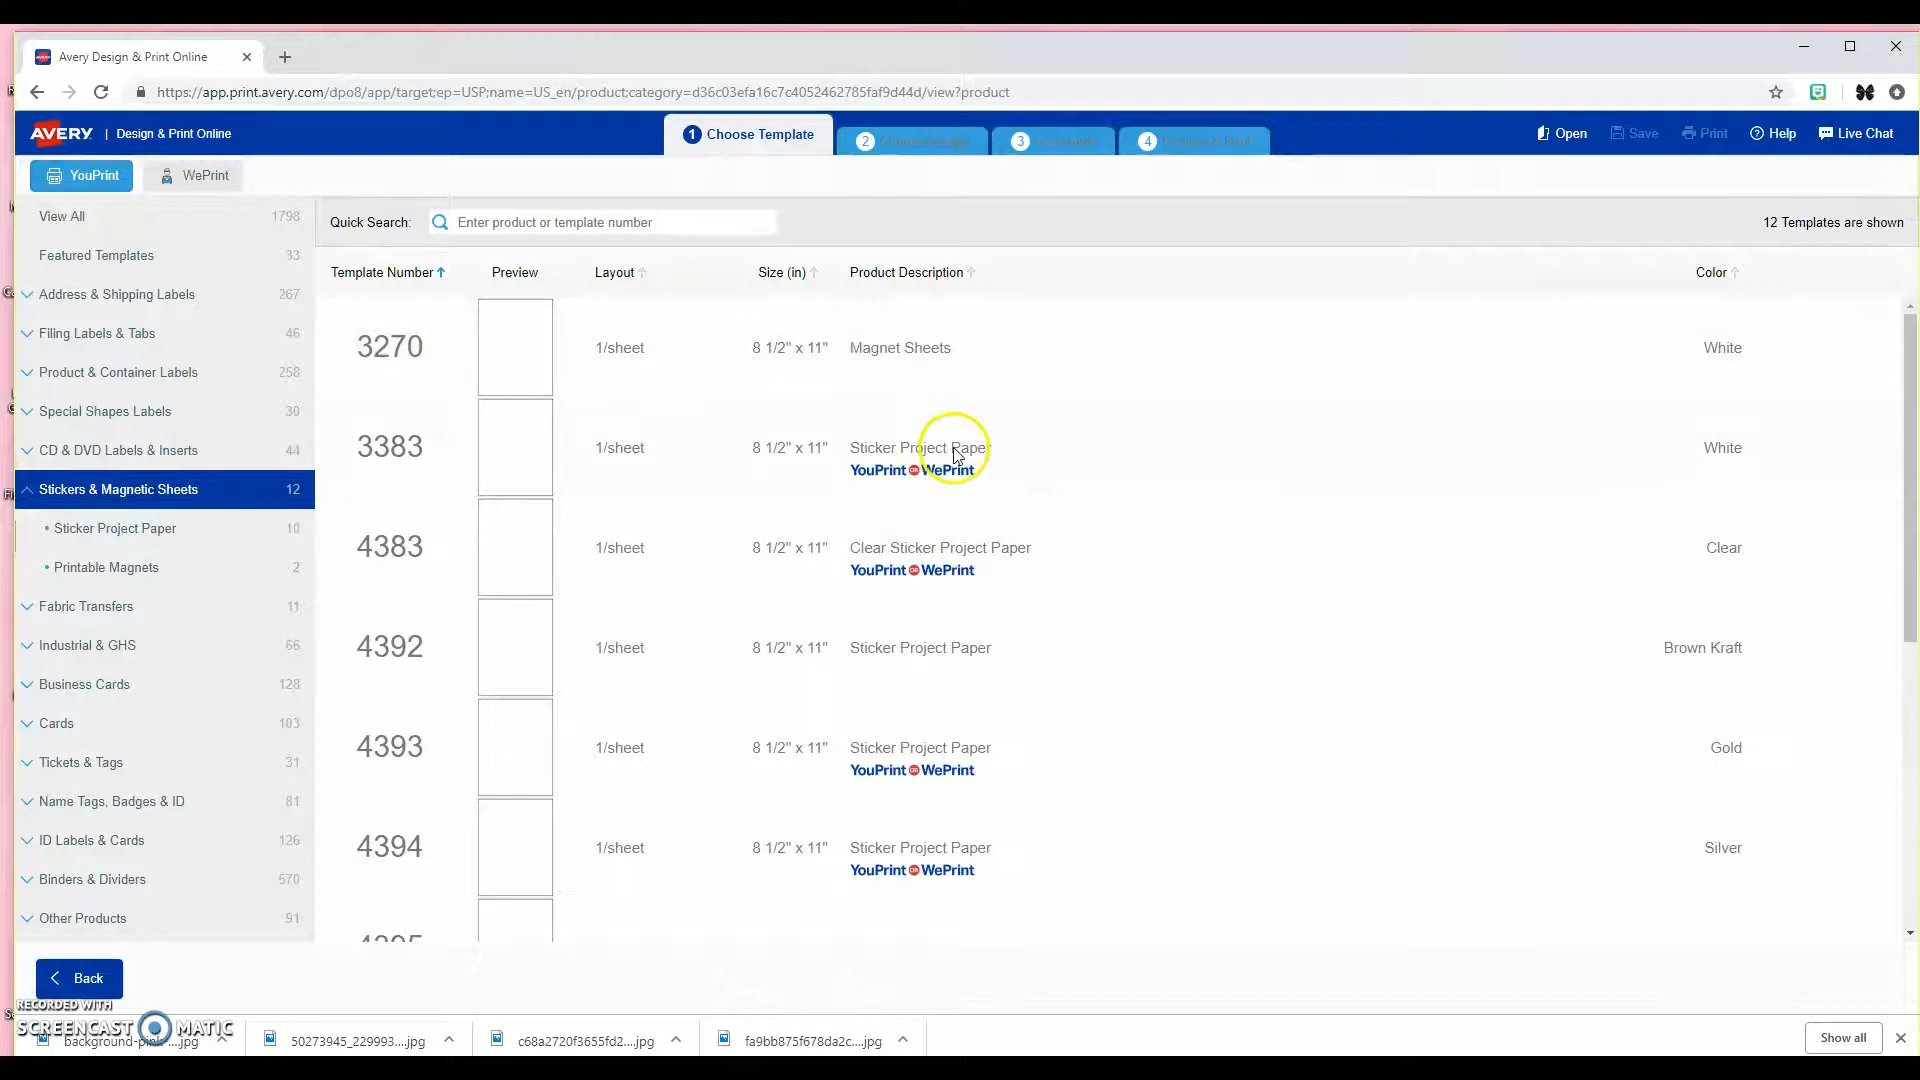 Avery Design & Print Online
https://app.print.avery.com/dpo8/app/target;ep=USP;name=US_en/product;category=d36c03efa16c7c4052462785faf9d44d/view?product
AVERY | Design & Print Online
1 Choose Template
2
3
4
Open Save Print Help Live Chat
YouPrint WePrint
Quick Search: Enter product or template number
12 Templates are shown
View All 1798
Featured Templates 33
Address & Shipping Labels 267
Filing Labels & Tabs 46
Product & Container Labels 258
Special Shapes Labels 30
CD & DVD Labels & Inserts 44
Stickers & Magnetic Sheets 12
• Sticker Project Paper 10
• Printable Magnets 2
Fabric Transfers 11
Industrial & GHS 66
Business Cards 128
Cards 103
Tickets & Tags 31
Name Tags, Badges & ID 81
ID Labels & Cards 126
Binders & Dividers 570
Other Products 91
Template Number Preview Layout Size (in) Product Description Color
3270 1/sheet 8 1/2" x 11" Magnet Sheets White
3383 1/sheet 8 1/2" x 11" Sticker Project Paper White
YouPrint OR WePrint
4383 1/sheet 8 1/2" x 11" Clear Sticker Project Paper Clear
YouPrint OR WePrint
4392 1/sheet 8 1/2" x 11" Sticker Project Paper Brown Kraft
4393 1/sheet 8 1/2" x 11" Sticker Project Paper Gold
YouPrint OR WePrint
4394 1/sheet 8 1/2" x 11" Sticker Project Paper Silver
YouPrint OR WePrint
4395
Back
RECORDED WITH
SCREENCAST MATIC
background-pink-....jpg
50273945_229993....jpg
c68a2720f3655fd2....jpg
fa9bb875f678da2c....jpg
Show all